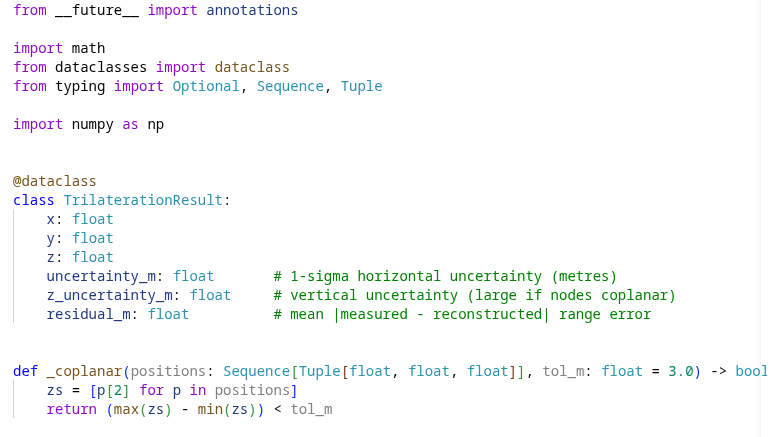 from __future__ import annotations

import math
from dataclasses import dataclass
from typing import Optional, Sequence, Tuple

import numpy as np


@dataclass
class TrilaterationResult:
    x: float
    y: float
    z: float
    uncertainty_m: float       # 1-sigma horizontal uncertainty (metres)
    z_uncertainty_m: float     # vertical uncertainty (large if nodes coplanar)
    residual_m: float          # mean |measured - reconstructed| range error


def _coplanar(positions: Sequence[Tuple[float, float, float]], tol_m: float = 3.0) -> bool
    zs = [p[2] for p in positions]
    return (max(zs) - min(zs)) < tol_m